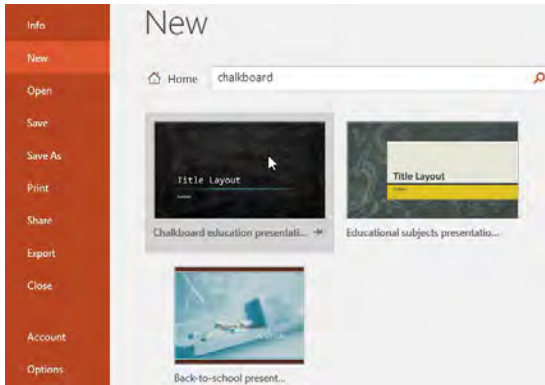 Info
New
Open
Save
Save As
Print
Share
Export
Close
Account
Options
New
Home
chalkboard
Title Layout
Chalkboard education presentati...
Title Layout
Educational subjects presentatio...
Back-to-school present...